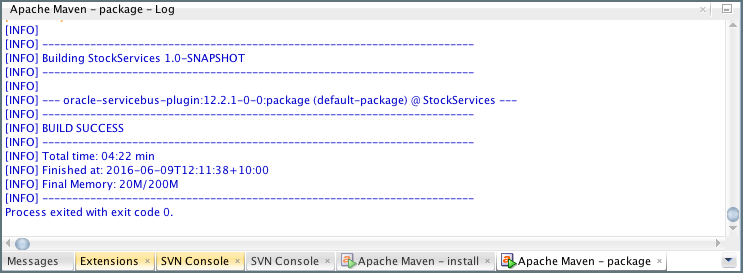 Apache Maven - package - Log
[INFO]
[INFO] ------------------------------------------------------------------------
[INFO] Building StockServices 1.0-SNAPSHOT
[INFO] ------------------------------------------------------------------------
[INFO]
[INFO] --- oracle-servicebus-plugin:12.2.1-0-0:package (default-package) @ StockServices ---
[INFO] ------------------------------------------------------------------------
[INFO] BUILD SUCCESS
[INFO] ------------------------------------------------------------------------
[INFO] Total time: 04:22 min
[INFO] Finished at: 2016-06-09T12:11:38+10:00
[INFO] Final Memory: 20M/200M
[INFO] ------------------------------------------------------------------------
Process exited with exit code 0.
Messages Extensions SVN Console SVN Console Apache Maven - install Apache Maven - package